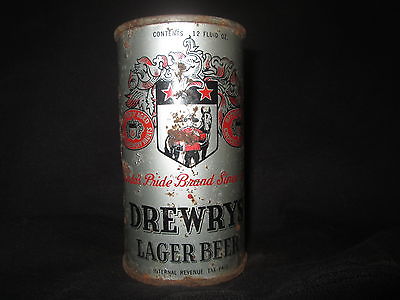 CONTENTS 12 FLUID OZ.
Pride Brand Since
DREWRYS
LAGER BEER
INTERNAL REVENUE TAX PAID